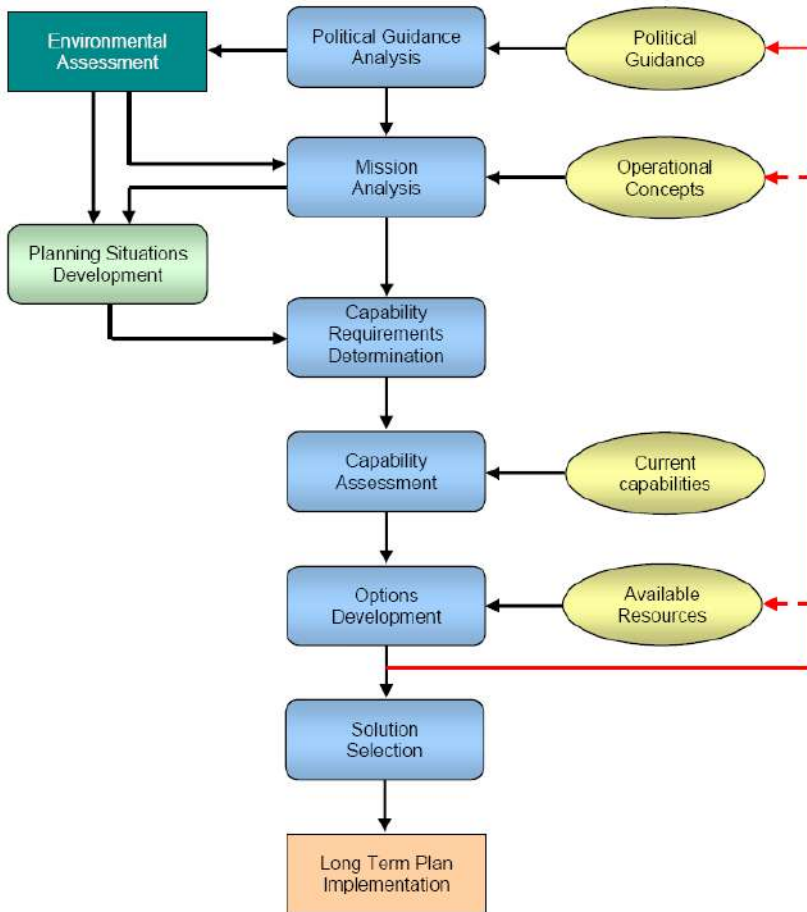 Environmental
Assessment
Political Guidance
Analysis
Political
Guidance
Mission
Analysis
Operational
Concepts
Planning Situations
Development
Capability
Requirements
Determination
Capability
Assessment
Current
capabilities
Options
Development
Available
Resources
Solution
Selection
Long Term Plan
Implementation